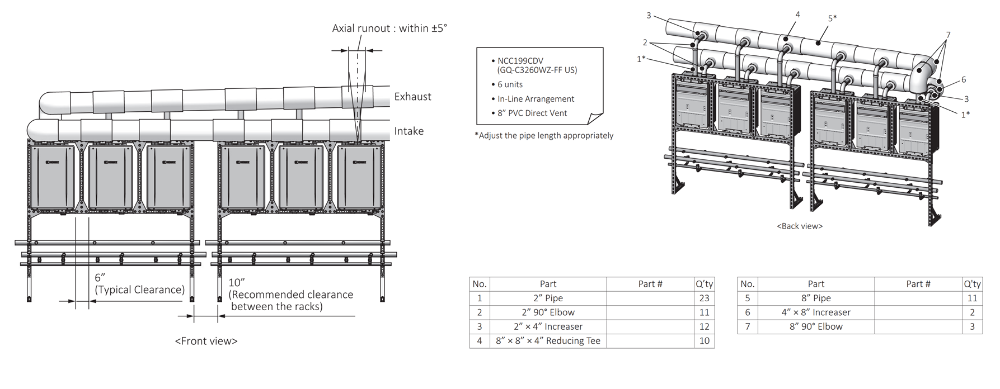 Axial runout : within ±5°
Exhaust
Intake
6”
(Typical Clearance)
10”
(Recommended clearance
between the racks)
<Front view>
• NCC199CDV
(GQ-C3260WZ-FF US)
• 6 units
• In-Line Arrangement
• 8” PVC Direct Vent
*Adjust the pipe length appropriately
3
4
5*
7
2
1*
6
3
1*
<Back view>
No. Part Part # Q’ty
1 2” Pipe 23
2 2” 90° Elbow 11
3 2” × 4” Increaser 12
4 8” × 8” × 4” Reducing Tee 10
No. Part Part # Q'ty
5 8” Pipe 11
6 4” × 8” Increaser 2
7 8” 90° Elbow 3